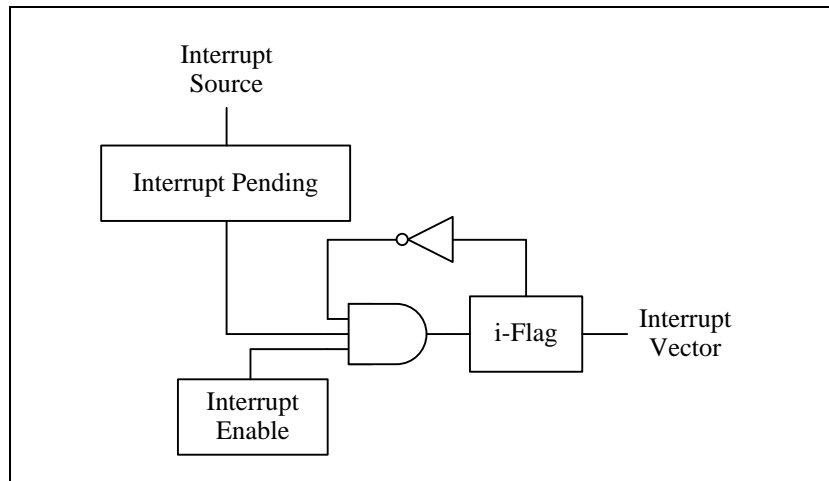 Interrupt
Source
Interrupt Pending
i-Flag
Interrupt
Vector
Interrupt
Enable